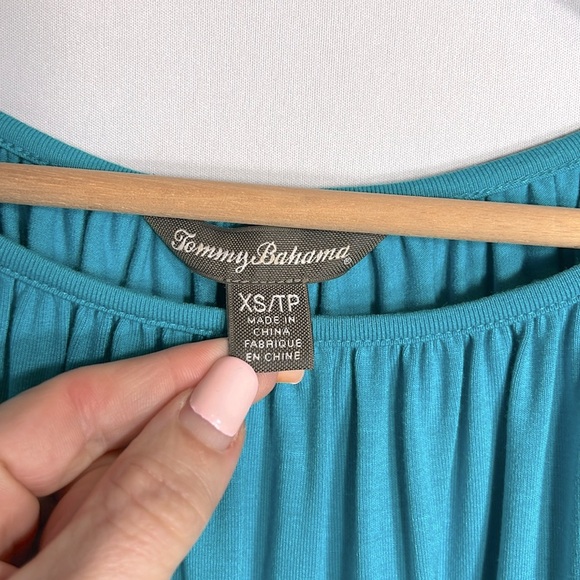 Tommy Bahama®
XS/TP
MADE IN
CHINA
FABRIQUE
EN CHINE